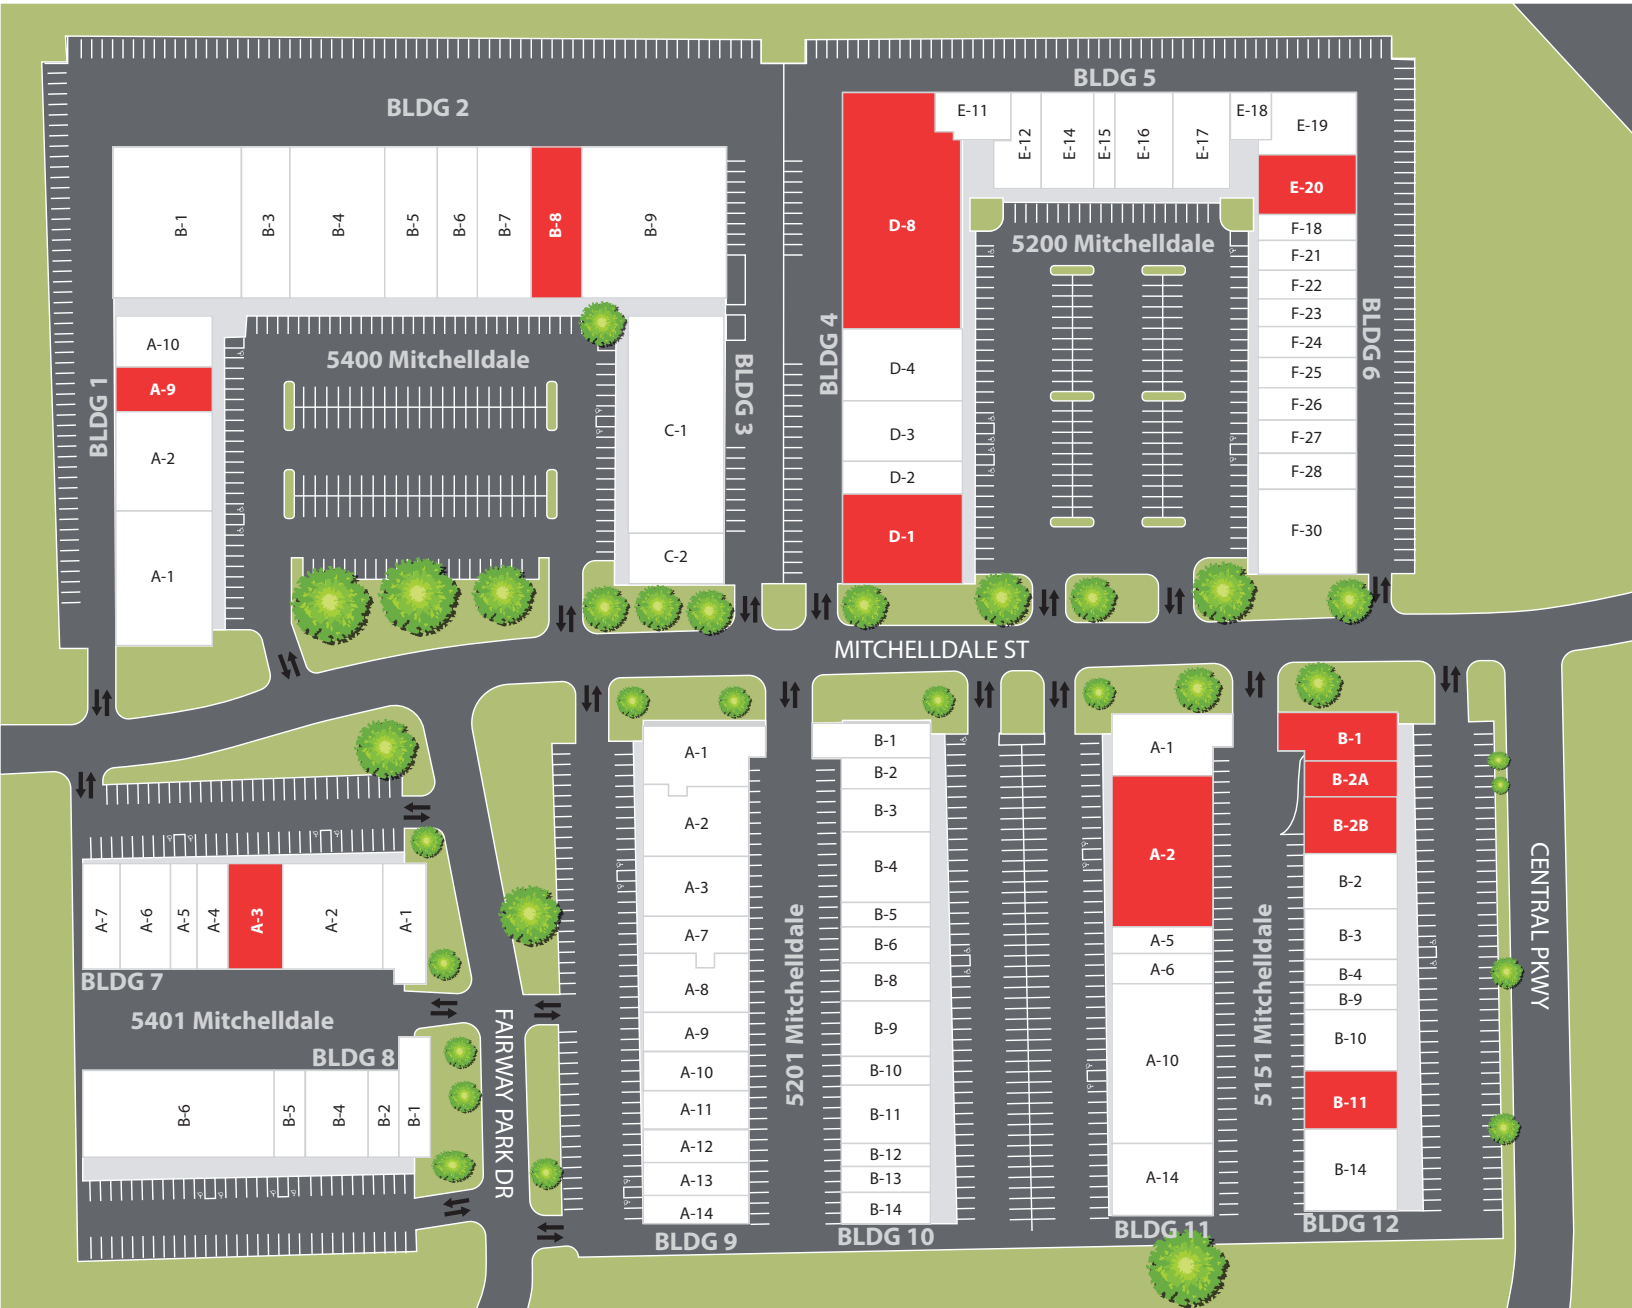 BLDG 5
BLDG 2
E-11
E-12
E-14
E-15
E-16
E-17
E-18
E-19
E-20
B-1
B-3
B-4
B-5
B-6
B-7
B-8
B-9
D-8
5200 Mitchelldale
F-18
F-21
F-22
F-23
F-24
F-25
F-26
F-27
F-28
F-30
BLDG 6
A-10
A-9
A-2
A-1
BLDG 1
5400 Mitchelldale
C-1
C-2
BLDG 3
BLDG 4
D-4
D-3
D-2
D-1
MITCHELLDALE ST
A-7
A-6
A-5
A-4
A-3
A-2
A-1
BLDG 7
5401 Mitchelldale
BLDG 8
B-6
B-5
B-4
B-2
B-1
FAIRWAY PARK DR
A-1
A-2
A-3
A-7
A-8
A-9
A-10
A-11
A-12
A-13
A-14
BLDG 9
5201 Mitchelldale
B-1
B-2
B-3
B-4
B-5
B-6
B-8
B-9
B-10
B-11
B-12
B-13
B-14
BLDG 10
A-1
A-2
A-5
A-6
A-10
A-14
BLDG 11
5151 Mitchelldale
B-1
B-2A
B-2B
B-2
B-3
B-4
B-9
B-10
B-11
B-14
BLDG 12
CENTRAL PKWY